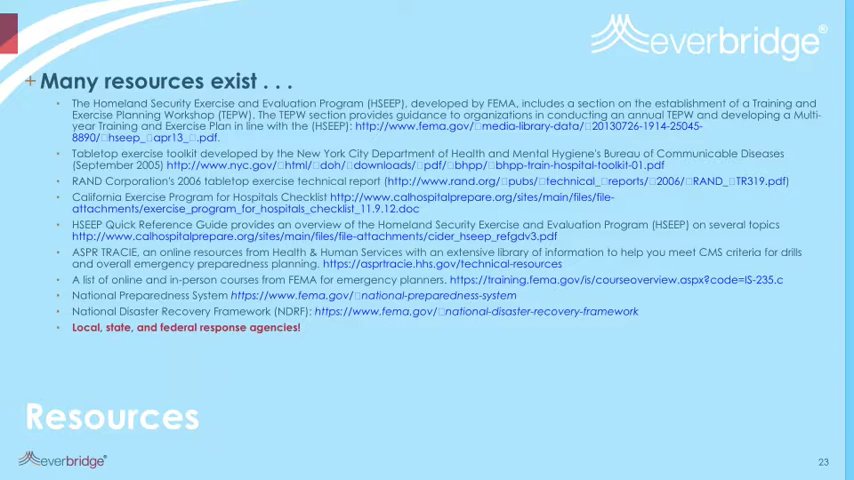 everbridge®
+ Many resources exist . . .
• The Homeland Security Exercise and Evaluation Program (HSEEP), developed by FEMA, includes a section on the establishment of a Training and
Exercise Planning Workshop (TEPW). The TEPW section provides guidance to organizations in conducting an annual TEPW and developing a Multi-
year Training and Exercise Plan in line with the (HSEEP): http://www.fema.gov/□media-library-data/□20130726-1914-25045-
8890/□hseep_□apr13_□.pdf.
• Tabletop exercise toolkit developed by the New York City Department of Health and Mental Hygiene's Bureau of Communicable Diseases
(September 2005) http://www.nyc.gov/□html/□doh/□downloads/□pdf/□bhpp/□bhpp-train-hospital-toolkit-01.pdf
• RAND Corporation's 2006 tabletop exercise technical report (http://www.rand.org/□pubs/□technical_□reports/□2006/□RAND_□TR319.pdf)
• California Exercise Program for Hospitals Checklist http://www.calhospitalprepare.org/sites/main/files/file-
attachments/exercise_program_for_hospitals_checklist_11.9.12.doc
• HSEEP Quick Reference Guide provides an overview of the Homeland Security Exercise and Evaluation Program (HSEEP) on several topics
http://www.calhospitalprepare.org/sites/main/files/file-attachments/cider_hseep_refgdv3.pdf
• ASPR TRACIE, an online resources from Health & Human Services with an extensive library of information to help you meet CMS criteria for drills
and overall emergency preparedness planning. https://asprtracie.hhs.gov/technical-resources
• A list of online and in-person courses from FEMA for emergency planners. https://training.fema.gov/is/courseoverview.aspx?code=IS-235.c
• National Preparedness System https://www.fema.gov/□national-preparedness-system
• National Disaster Recovery Framework (NDRF): https://www.fema.gov/□national-disaster-recovery-framework
• Local, state, and federal response agencies!
Resources
everbridge®
23